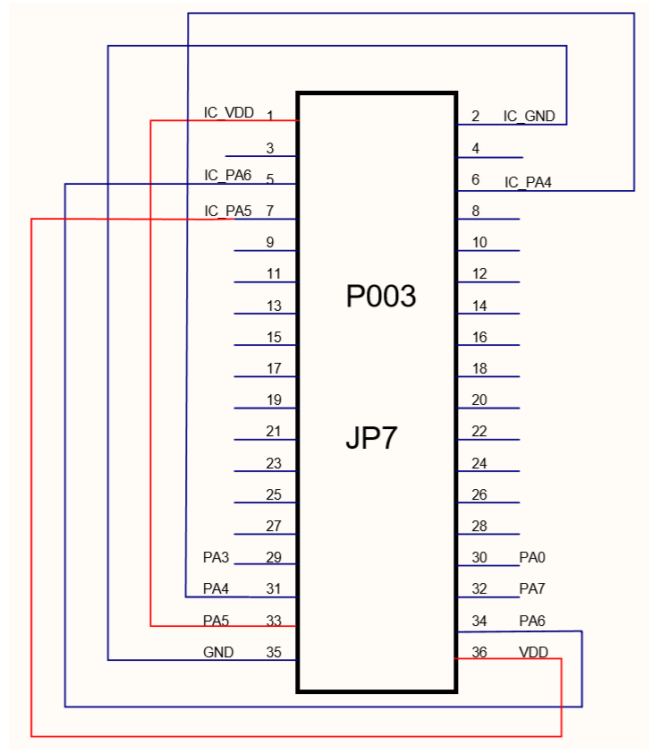 IC_VDD 1 2 IC_GND
3 4
IC_PA6 5 6 IC_PA4
IC_PA5 7 8
9 10
11 12
P003
13 14
15 16
17 18
19 20
JP7
21 22
23 24
25 26
27 28
PA3 29 30 PA0
PA4 31 32 PA7
PA5 33 34 PA6
GND 35 36 VDD